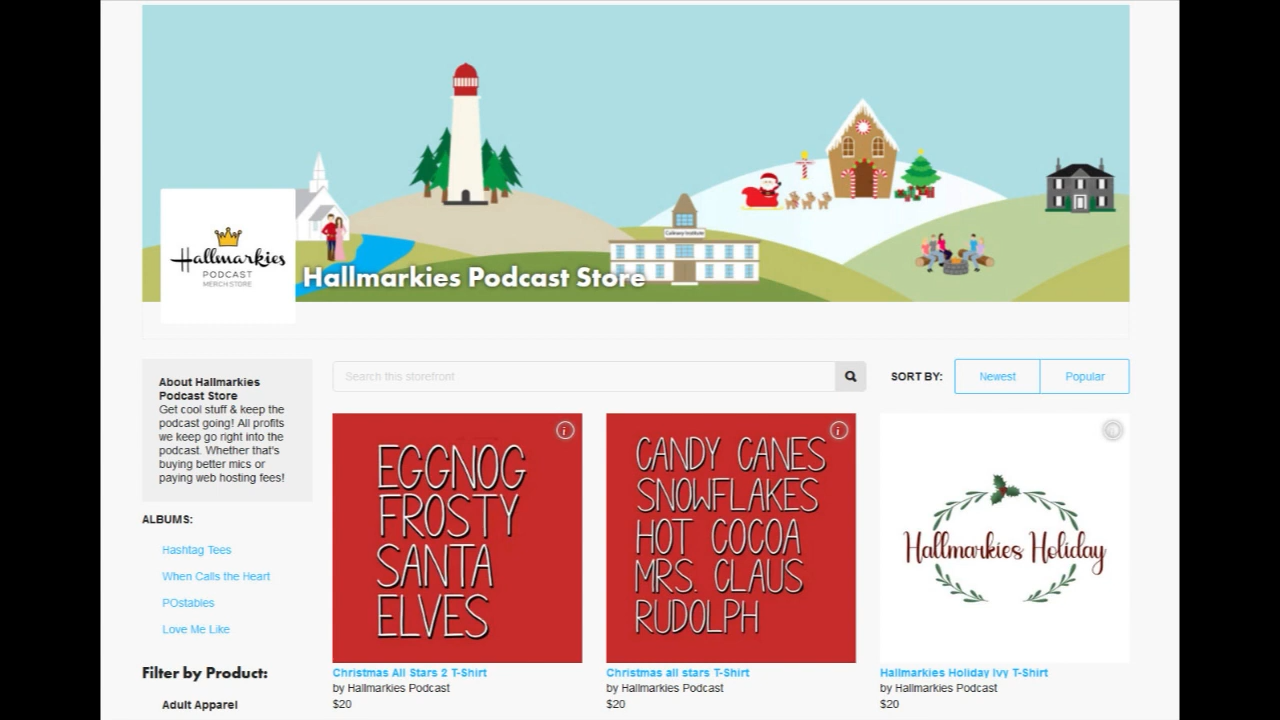 Culinary Institute
Hallmarkies
PODCAST
MERCH STORE
Hallmarkies Podcast Store
About Hallmarkies
Podcast Store
Get cool stuff & keep the
podcast going! All profits
we keep go right into the
podcast. Whether that's
buying better mics or
paying web hosting fees!
ALBUMS:
Hashtag Tees
When Calls the Heart
POstables
Love Me Like
Filter by Product:
Adult Apparel
Search this storefront
SORT BY:
Newest
Popular
EGGNOG
FROSTY
SANTA
ELVES
Christmas All Stars 2 T-Shirt
by Hallmarkies Podcast
$20
CANDY CANES
SNOWFLAKES
HOT COCOA
MRS. CLAUS
RUDOLPH
Christmas all stars T-Shirt
by Hallmarkies Podcast
$20
Hallmarkies Holiday
Hallmarkies Holiday Ivy T-Shirt
by Hallmarkies Podcast
$20